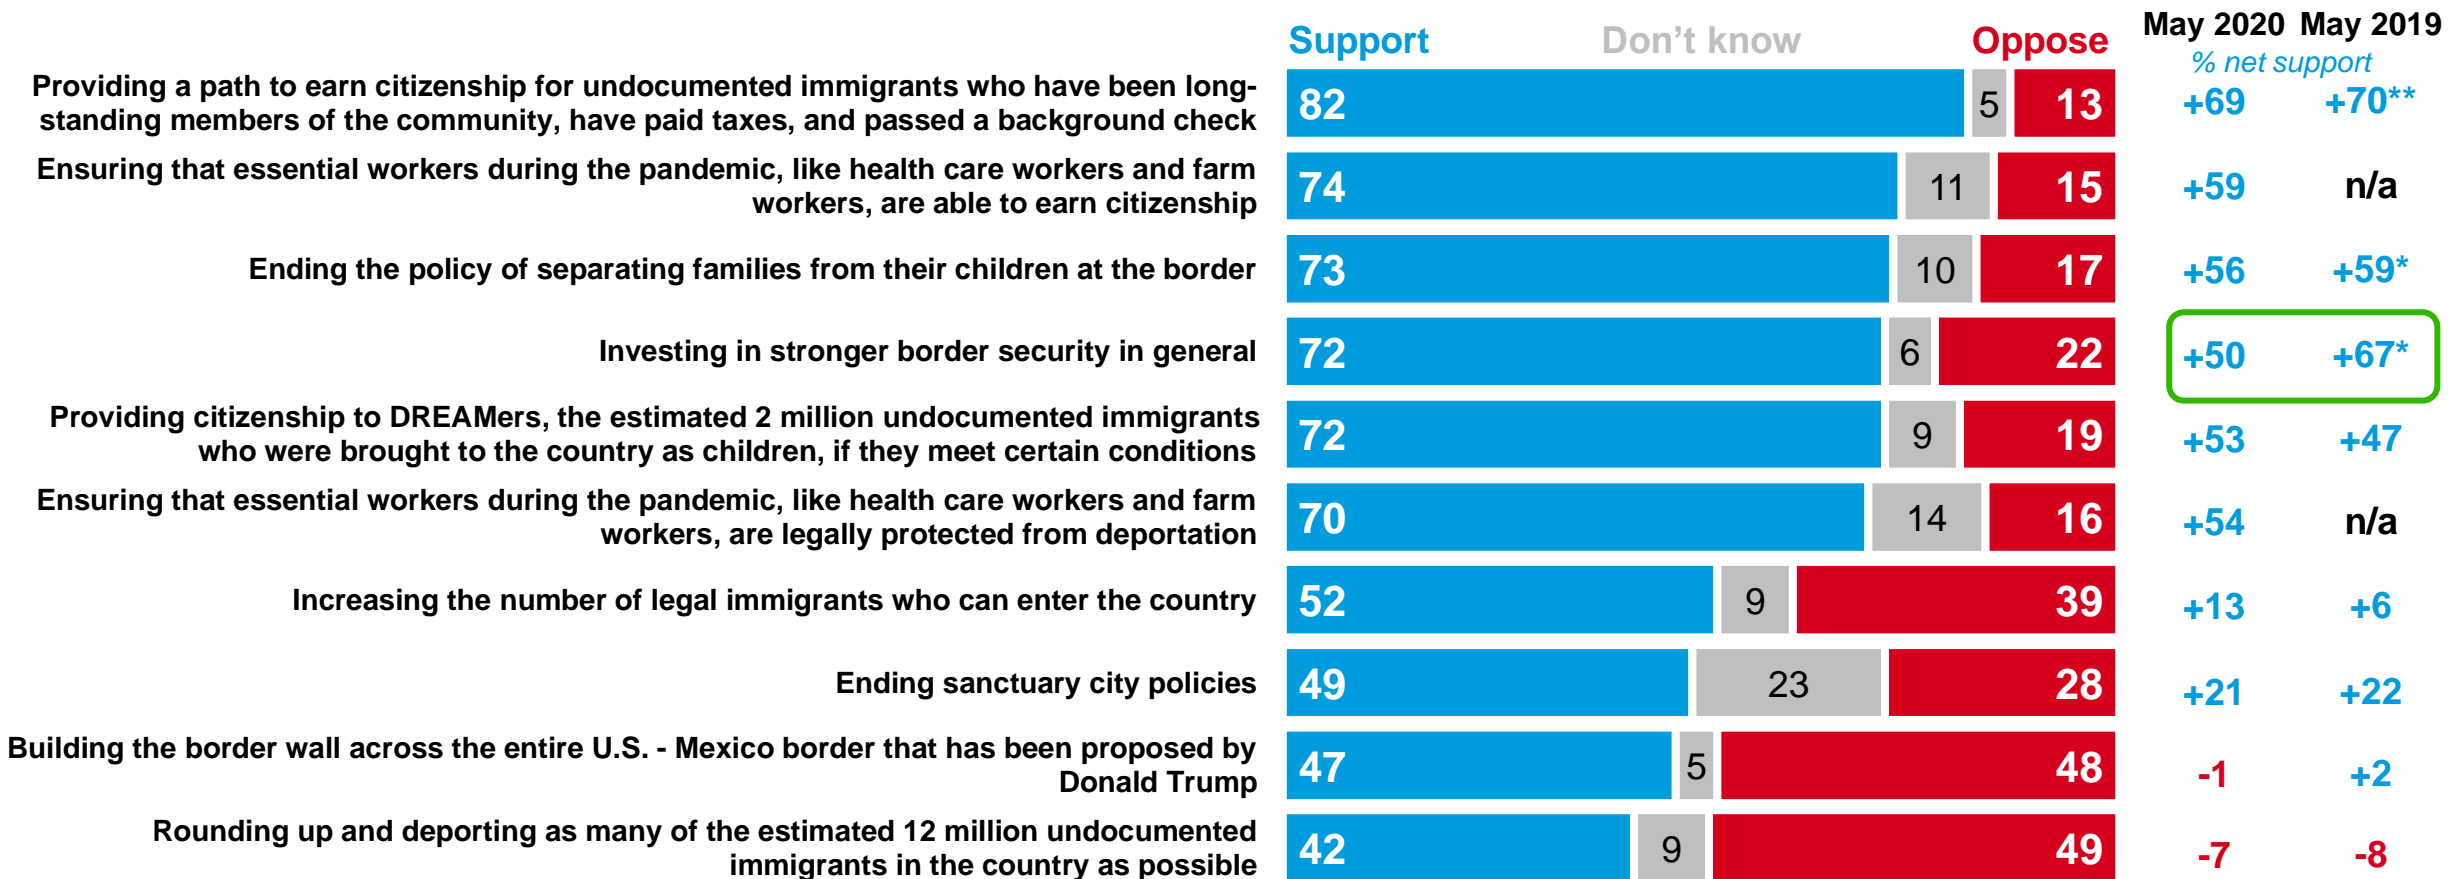 Support Don't know Oppose May 2020 May 2019
% net support
Providing a path to earn citizenship for undocumented immigrants who have been long-
standing members of the community, have paid taxes, and passed a background check
82 5 13 +69 +70**
Ensuring that essential workers during the pandemic, like health care workers and farm
workers, are able to earn citizenship
74 11 15 +59 n/a
Ending the policy of separating families from their children at the border
73 10 17 +56 +59*
Investing in stronger border security in general
72 6 22 +50 +67*
Providing citizenship to DREAMers, the estimated 2 million undocumented immigrants
who were brought to the country as children, if they meet certain conditions
72 9 19 +53 +47
Ensuring that essential workers during the pandemic, like health care workers and farm
workers, are legally protected from deportation
70 14 16 +54 n/a
Increasing the number of legal immigrants who can enter the country
52 9 39 +13 +6
Ending sanctuary city policies
49 23 28 +21 +22
Building the border wall across the entire U.S. - Mexico border that has been proposed by
Donald Trump
47 5 48 -1 +2
Rounding up and deporting as many of the estimated 12 million undocumented
immigrants in the country as possible
42 9 49 -7 -8